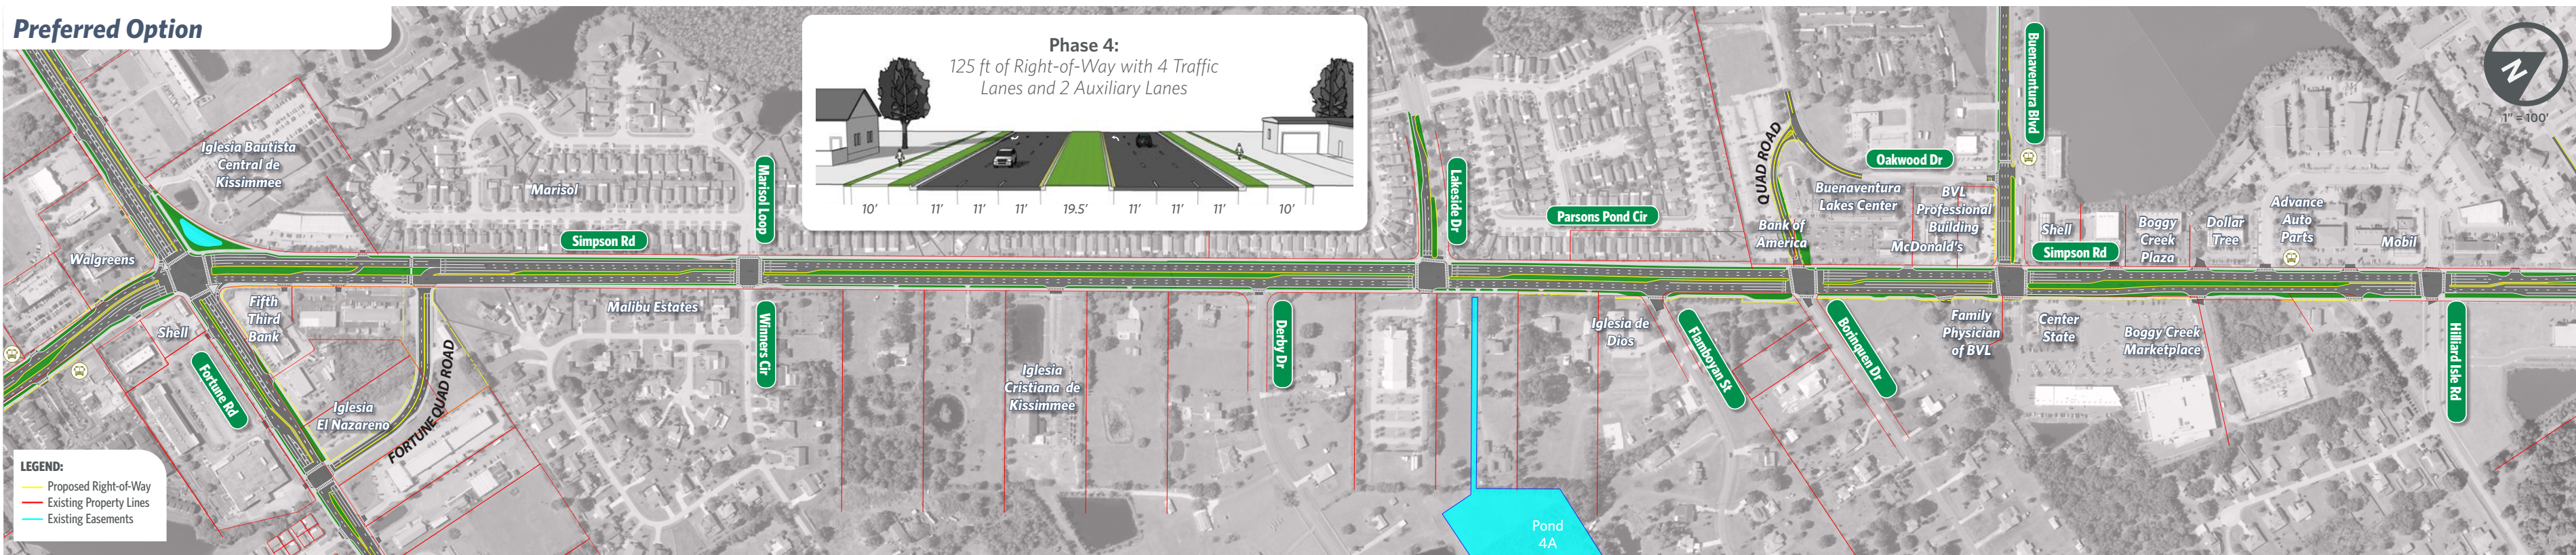 Preferred Option
Phase 4:
125 ft of Right-of-Way with 4 Traffic
Lanes and 2 Auxiliary Lanes
10'
11'
11'
11'
19.5'
11'
11'
11'
10'
N
1" = 100'
Iglesia Bautista
Central de
Kissimmee
Marisol
Marisol Loop
Simpson Rd
Walgreens
Fifth
Third
Bank
Shell
Fortune Rd
Iglesia
El Nazareno
FORTUNE QUAD ROAD
Malibu Estates
Winners Cir
Iglesia
Cristiana de
Kissimmee
Derby Dr
Lakeside Dr
Parsons Pond Cir
QUAD ROAD
Bank of
America
Oakwood Dr
Buenaventura
Lakes Center
BVL
Professional
Building
McDonald's
Buenaventura Blvd
Shell
Simpson Rd
Boggy
Creek
Plaza
Dollar
Tree
Advance
Auto
Parts
Mobil
Iglesia de
Dios
Flamboyan St
Borinquen Dr
Family
Physician
of BVL
Center
State
Boggy Creek
Marketplace
Hilliard Isle Rd
Pond
4A
LEGEND:
Proposed Right-of-Way
Existing Property Lines
Existing Easements